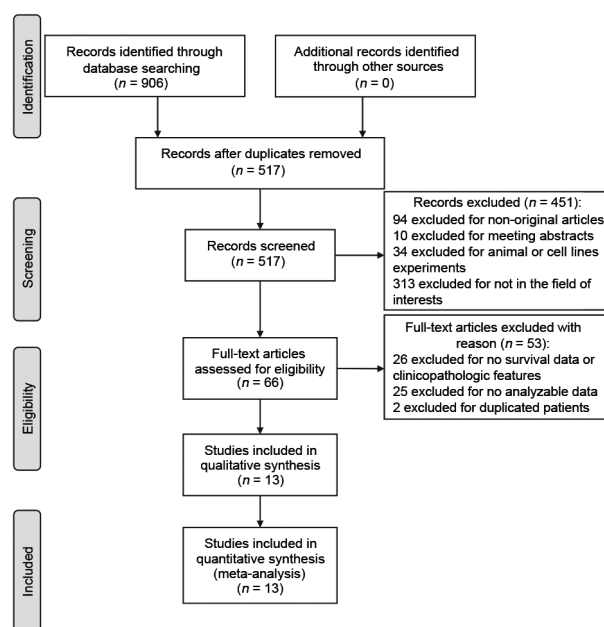 Identification
Records identified through
database searching
(n = 906)
Additional records identified
through other sources
(n = 0)
Records after duplicates removed
(n = 517)
Screening
Records screened
(n = 517)
Records excluded (n = 451):
94 excluded for non-original articles
10 excluded for meeting abstracts
34 excluded for animal or cell lines
experiments
313 excluded for not in the field of
interests
Eligibility
Full-text articles
assessed for eligibility
n = 66)
Full-text articles excluded with
reason (n = 53):
26 excluded for no survival data or
clinicopathologic features
25 excluded for no analyzable data
2 excluded for duplicated patients
Studies included in
qualitative synthesis
(n = 13)
Included
Studies included in
quantitative synthesis
(meta-analysis)
(n = 13)